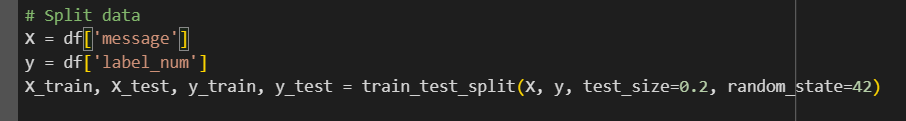 # Split data
X = df['message']
y = df['label_num']
X_train, X_test, y_train, y_test = train_test_split(X, y, test_size=0.2, random_state=42)